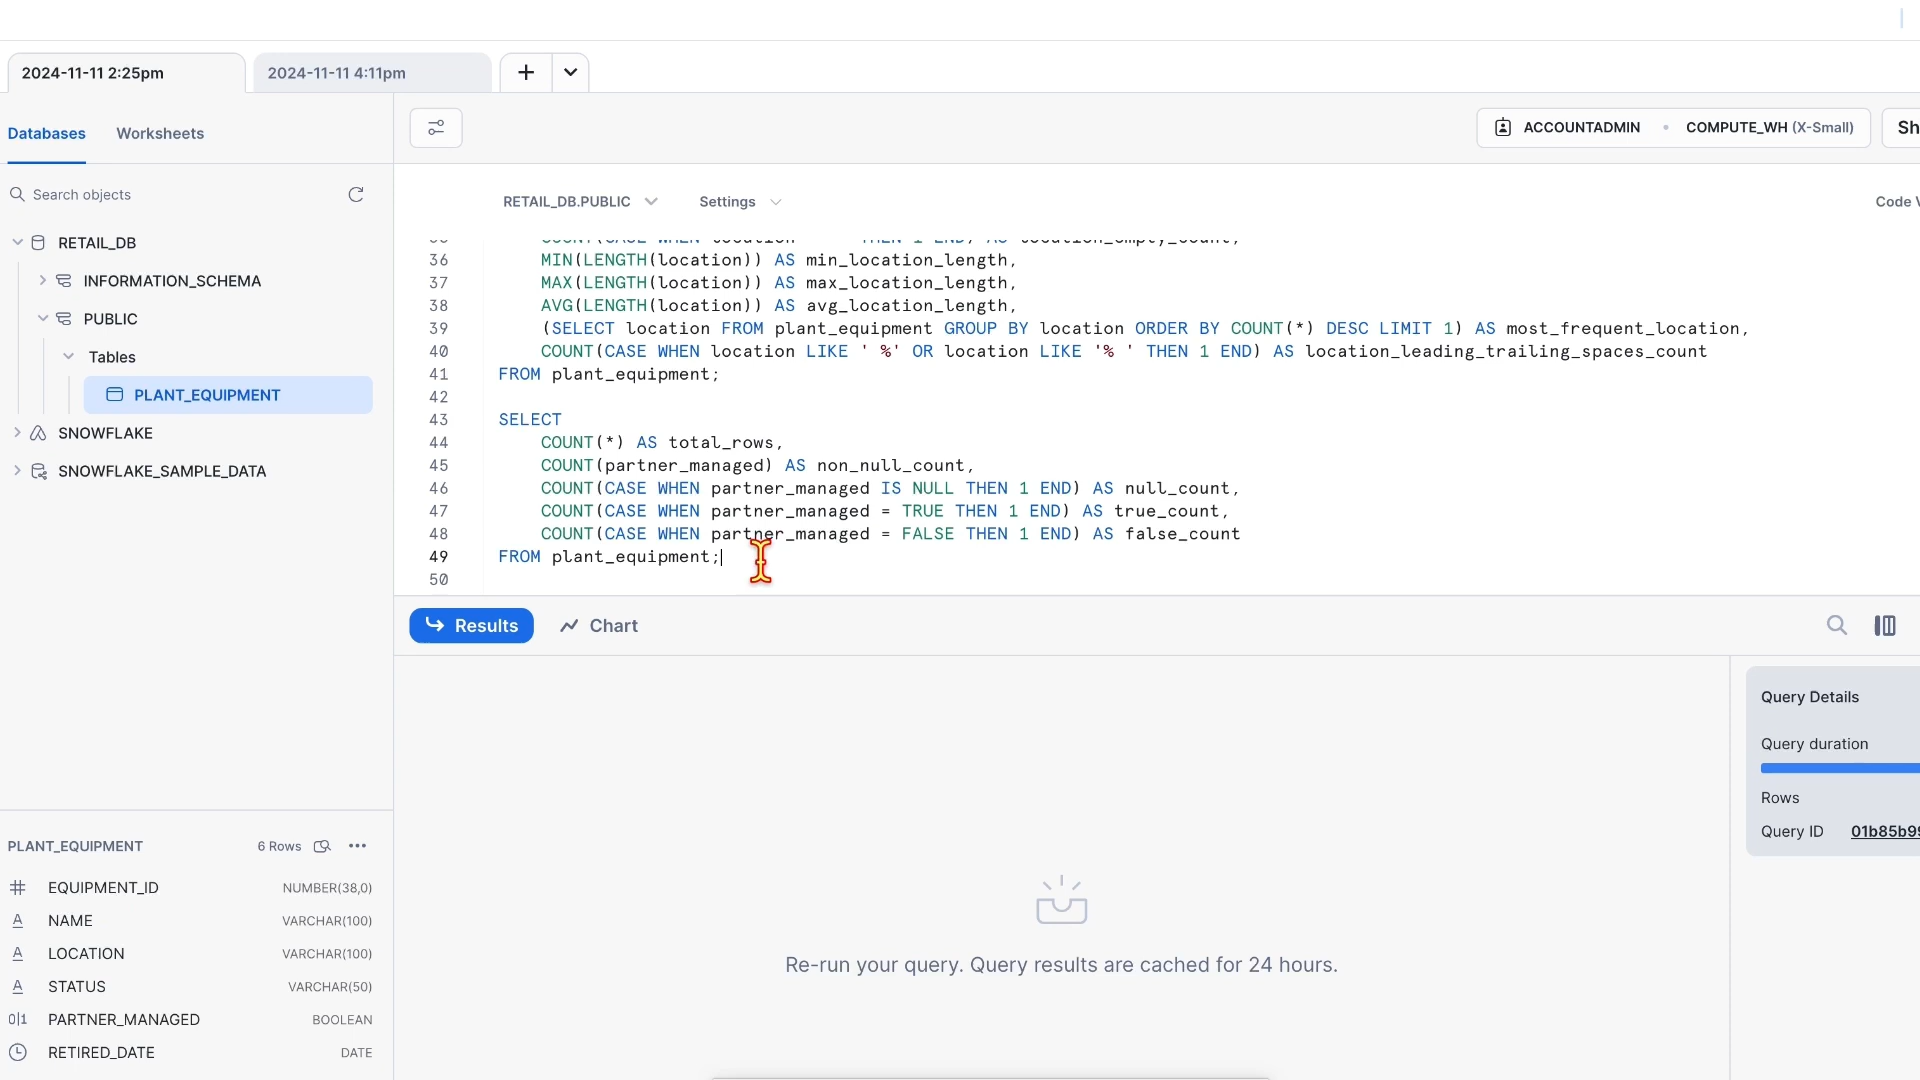 2024-11-11 2:25pm
2024-11-11 4:11pm
Databases
Worksheets
ACCOUNTADMIN
COMPUTE_WH (X-Small)
Sh
Search objects
RETAIL_DB.PUBLIC
Settings
Code V
RETAIL_DB
INFORMATION_SCHEMA
PUBLIC
Tables
PLANT_EQUIPMENT
SNOWFLAKE
SNOWFLAKE_SAMPLE_DATA
36 MIN(LENGTH(location)) AS min_location_length,
37 MAX(LENGTH(location)) AS max_location_length,
38 AVG(LENGTH(location)) AS avg_location_length,
39 (SELECT location FROM plant_equipment GROUP BY location ORDER BY COUNT(*) DESC LIMIT 1) AS most_frequent_location,
40 COUNT(CASE WHEN location LIKE ' %' OR location LIKE '% ' THEN 1 END) AS location_leading_trailing_spaces_count
41 FROM plant_equipment;
42
43 SELECT
44 COUNT(*) AS total_rows,
45 COUNT(partner_managed) AS non_null_count,
46 COUNT(CASE WHEN partner_managed IS NULL THEN 1 END) AS null_count,
47 COUNT(CASE WHEN partner_managed = TRUE THEN 1 END) AS true_count,
48 COUNT(CASE WHEN partner_managed = FALSE THEN 1 END) AS false_count
49 FROM plant_equipment;
50
Results
Chart
Query Details
Query duration
Rows
Query ID 01b85b99
Re-run your query. Query results are cached for 24 hours.
PLANT_EQUIPMENT 6 Rows
EQUIPMENT_ID NUMBER(38,0)
NAME VARCHAR(100)
LOCATION VARCHAR(100)
STATUS VARCHAR(50)
PARTNER_MANAGED BOOLEAN
RETIRED_DATE DATE